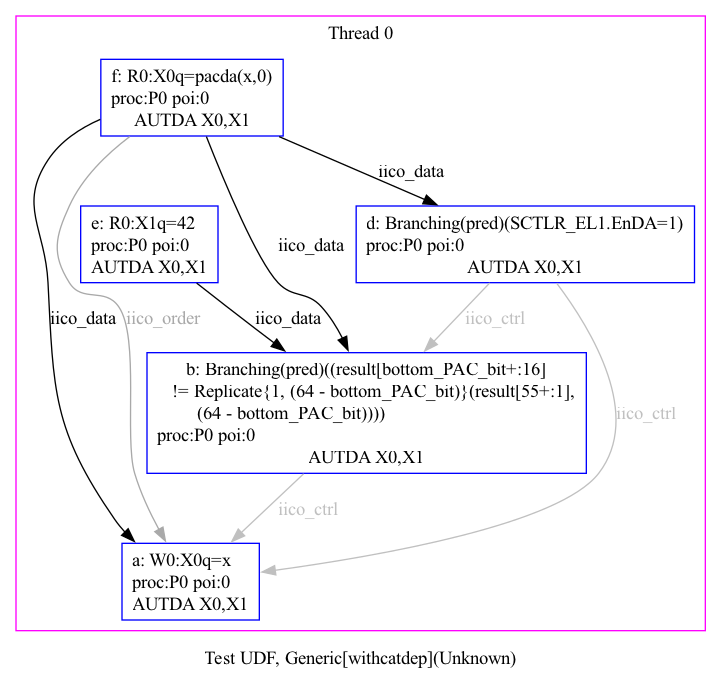 Thread 0
f: R0:X0q=pacda(x,0)
proc:P0 poi:0
AUTDA X0,X1
iico_data
e: R0:X1q=42
proc:P0 poi:0
AUTDA X0,X1
d: Branching(pred)(SCTLR_EL1.EnDA=1)
proc:P0 poi:0
AUTDA X0,X1
iico_data
iico_data
iico_order
iico_data
iico_ctrl
b: Branching(pred)((result[bottom_PAC_bit+:16]
!= Replicate{1, (64 - bottom_PAC_bit)}(result[55+:1],
(64 - bottom_PAC_bit))))
proc:P0 poi:0
AUTDA X0,X1
iico_ctrl
iico_ctrl
a: W0:X0q=x
proc:P0 poi:0
AUTDA X0,X1
Test UDF, Generic[withcatdep](Unknown)